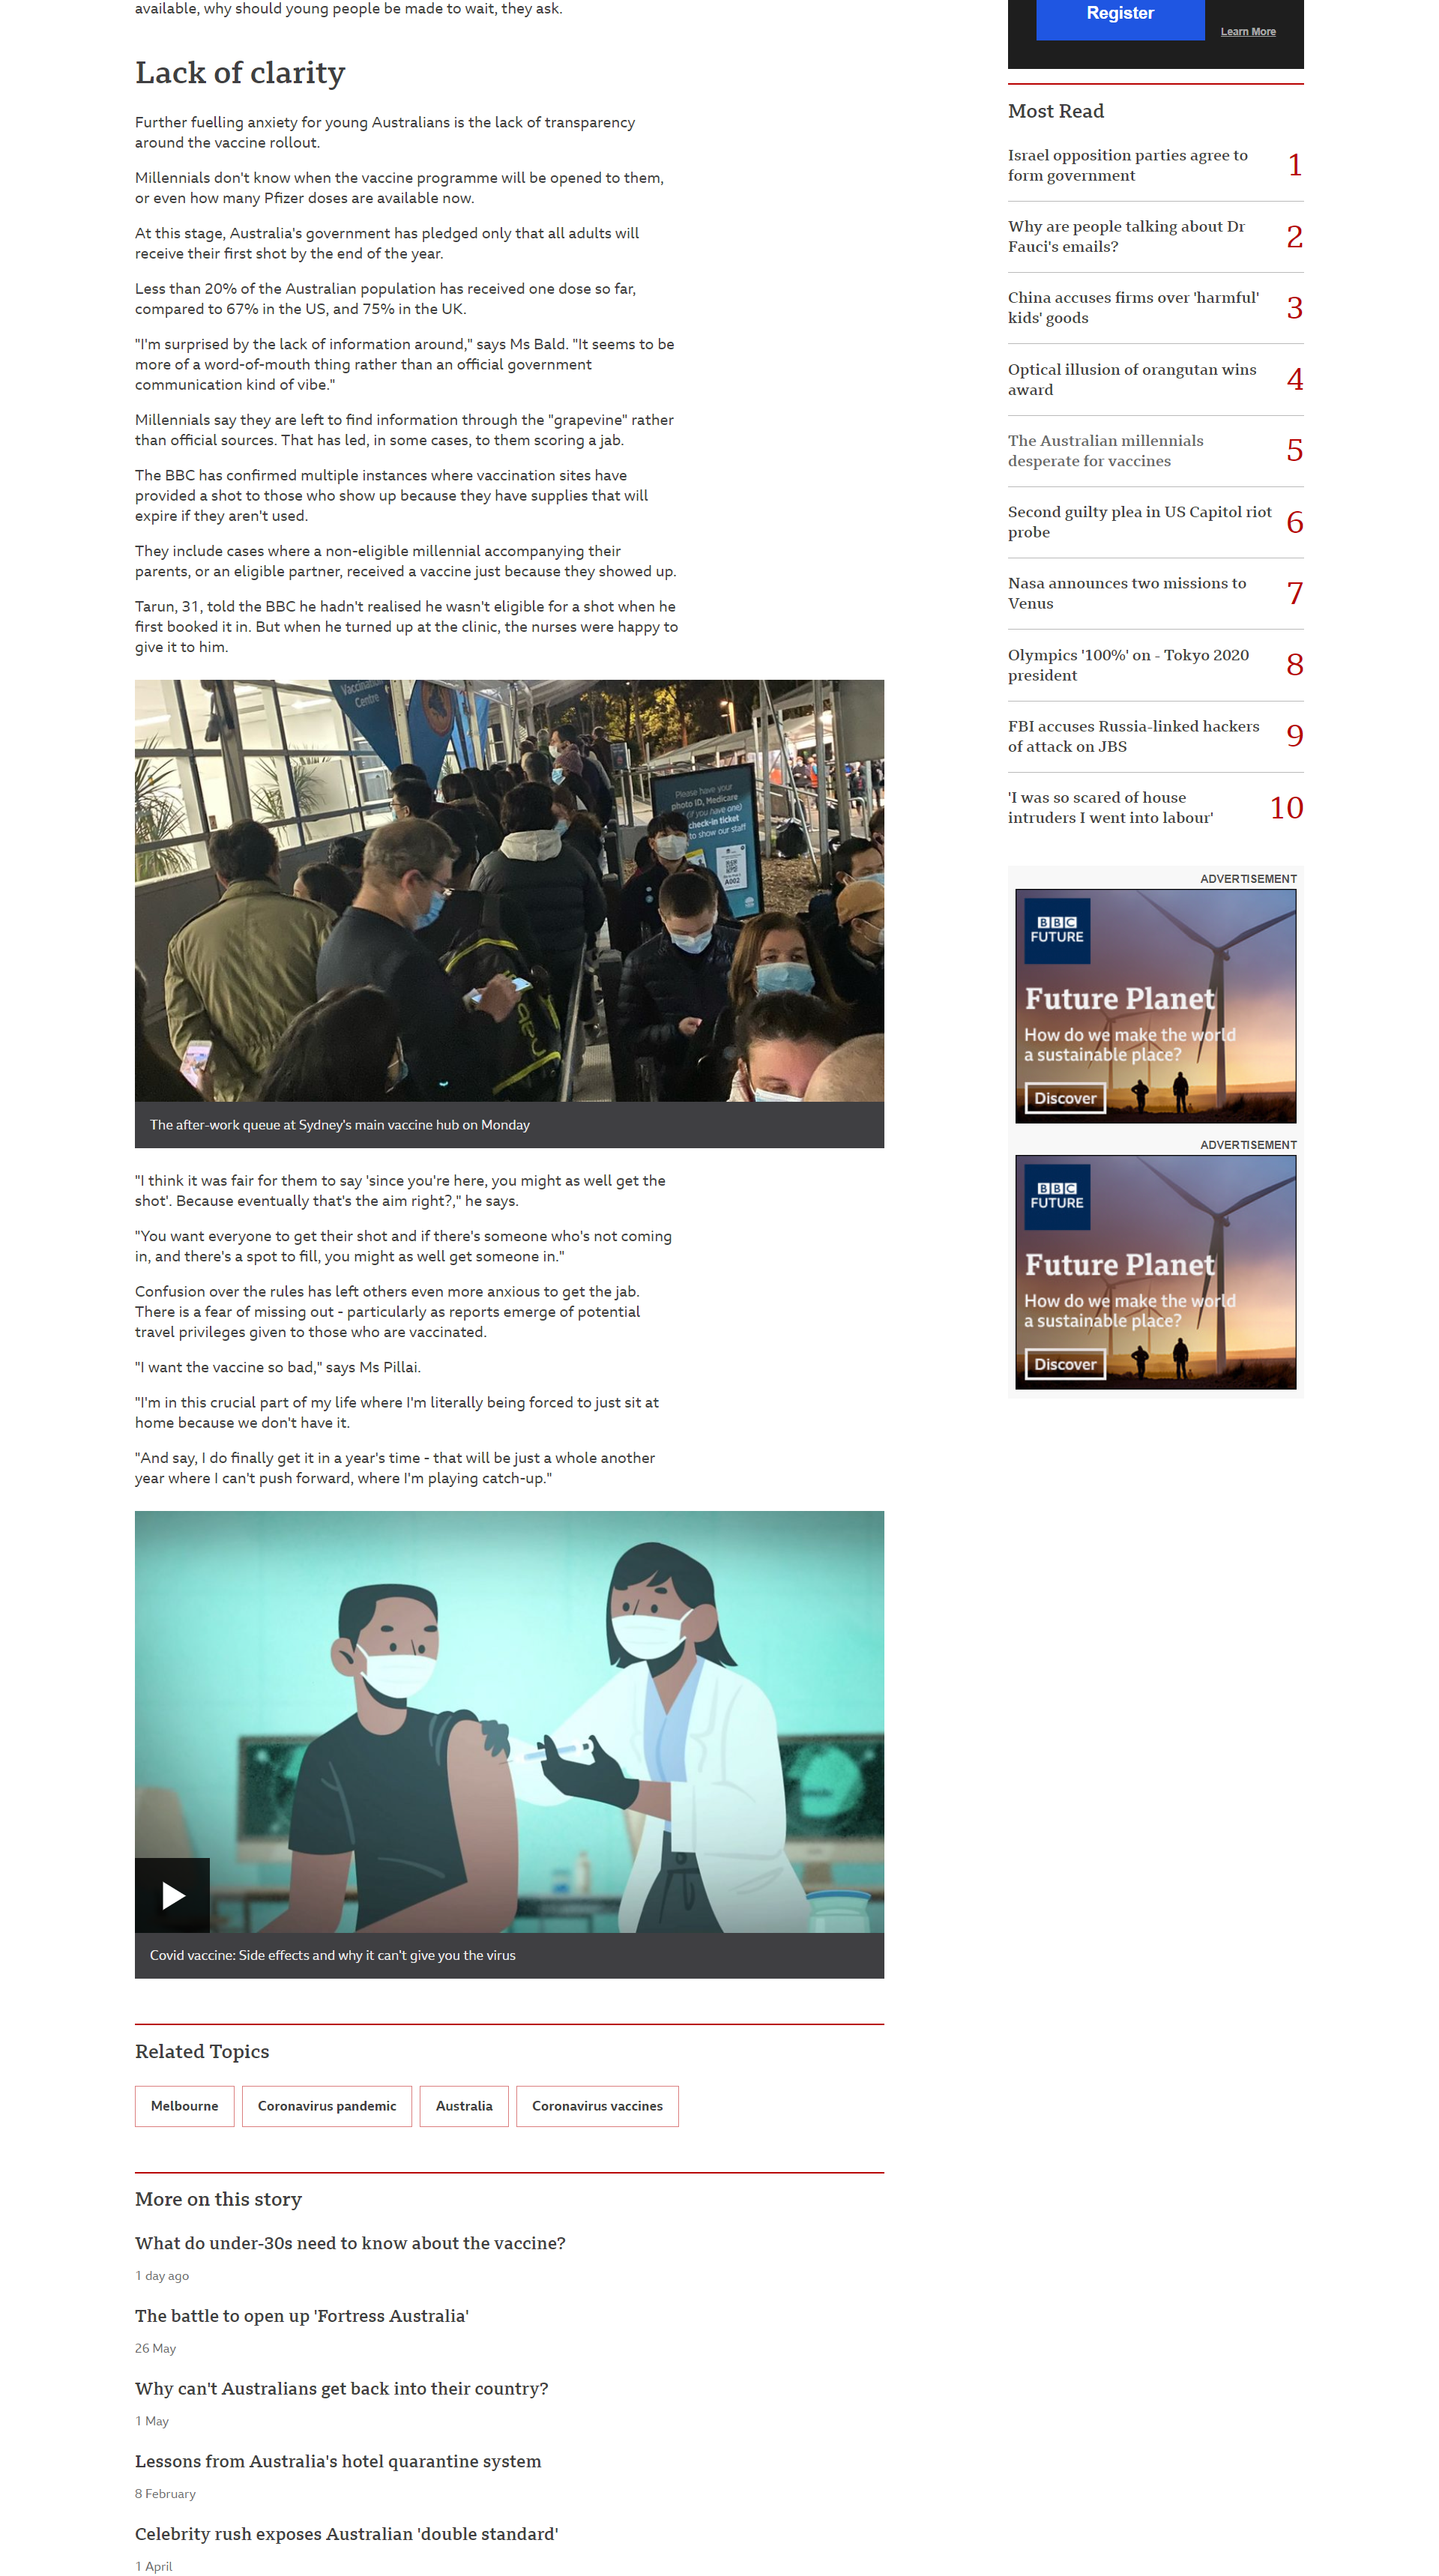 available, why should young people be made to wait, they ask.
Lack of clarity
Further fuelling anxiety for young Australians is the lack of transparency
around the vaccine rollout.
Millennials don't know when the vaccine programme will be opened to them,
or even how many Pfizer doses are available now.
At this stage, Australia's government has pledged only that all adults will
receive their first shot by the end of the year.
Less than 20% of the Australian population has received one dose so far,
compared to 67% in the US, and 75% in the UK.
"I'm surprised by the lack of information around," says Ms Bald. "It seems to be
more of a word-of-mouth thing rather than an official government
communication kind of vibe."
Millennials say they are left to find information through the "grapevine" rather
than official sources. That has led, in some cases, to them scoring a jab.
The BBC has confirmed multiple instances where vaccination sites have
provided a shot to those who show up because they have supplies that will
expire if they aren't used.
They include cases where a non-eligible millennial accompanying their
parents, or an eligible partner, received a vaccine just because they showed up.
Tarun, 31, told the BBC he hadn't realised he wasn't eligible for a shot when he
first booked it in. But when he turned up at the clinic, the nurses were happy to
give it to him.
Vaccination
Centre
Please have your
photo ID, Medicare
(if you have one)
check-in ticket
to show our staff
A002
The after-work queue at Sydney's main vaccine hub on Monday
"I think it was fair for them to say 'since you're here, you might as well get the
shot'. Because eventually that's the aim right?," he says.
"You want everyone to get their shot and if there's someone who's not coming
in, and there's a spot to fill, you might as well get someone in."
Confusion over the rules has left others even more anxious to get the jab.
There is a fear of missing out - particularly as reports emerge of potential
travel privileges given to those who are vaccinated.
"I want the vaccine so bad," says Ms Pillai.
"I'm in this crucial part of my life where I'm literally being forced to just sit at
home because we don't have it.
"And say, I do finally get it in a year's time - that will be just a whole another
year where I can't push forward, where I'm playing catch-up."
Covid vaccine: Side effects and why it can't give you the virus
Related Topics
Melbourne
Coronavirus pandemic
Australia
Coronavirus vaccines
More on this story
What do under-30s need to know about the vaccine?
1 day ago
The battle to open up 'Fortress Australia'
26 May
Why can't Australians get back into their country?
1 May
Lessons from Australia's hotel quarantine system
8 February
Celebrity rush exposes Australian 'double standard'
1 April
Register
Learn More
Most Read
Israel opposition parties agree to
form government
1
Why are people talking about Dr
Fauci's emails?
2
China accuses firms over 'harmful'
kids' goods
3
Optical illusion of orangutan wins
award
4
The Australian millennials
desperate for vaccines
5
Second guilty plea in US Capitol riot
probe
6
Nasa announces two missions to
Venus
7
Olympics '100%' on - Tokyo 2020
president
8
FBI accuses Russia-linked hackers
of attack on JBS
9
'I was so scared of house
intruders I went into labour'
10
ADVERTISEMENT
BBC
FUTURE
Future Planet
How do we make the world
a sustainable place?
Discover
ADVERTISEMENT
BBC
FUTURE
Future Planet
How do we make the world
a sustainable place?
Discover